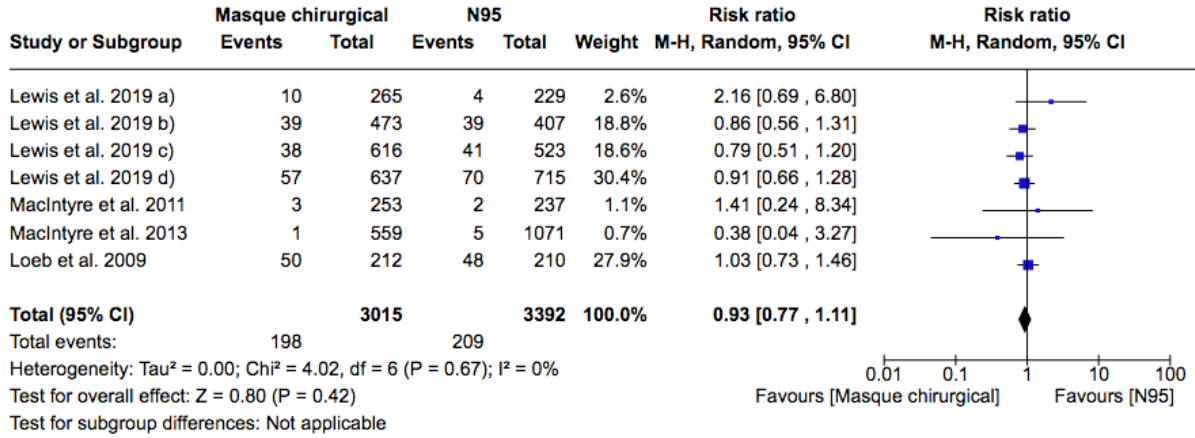 Masque chirurgical N95 Risk ratio Risk ratio
Study or Subgroup Events Total Events Total Weight M-H, Random, 95% CI M-H, Random, 95% CI
Lewis et al. 2019 a) 10 265 4 229 2.6% 2.16 [0.69 , 6.80]
Lewis et al. 2019 b) 39 473 39 407 18.8% 0.86 [0.56 , 1.31]
Lewis et al. 2019 c) 38 616 41 523 18.6% 0.79 [0.51 , 1.20]
Lewis et al. 2019 d) 57 637 70 715 30.4% 0.91 [0.66 , 1.28]
MacIntyre et al. 2011 3 253 2 237 1.1% 1.41 [0.24 , 8.34]
MacIntyre et al. 2013 1 559 5 1071 0.7% 0.38 [0.04 , 3.27]
Loeb et al. 2009 50 212 48 210 27.9% 1.03 [0.73 , 1.46]
Total (95% CI) 3015 3392 100.0% 0.93 [0.77 , 1.11]
Total events: 198 209
Heterogeneity: Tau² = 0.00; Chi² = 4.02, df = 6 (P = 0.67); I² = 0%
0.01 0.1 1 10 100
Test for overall effect: Z = 0.80 (P = 0.42) Favours [Masque chirurgical] Favours [N95]
Test for subgroup differences: Not applicable